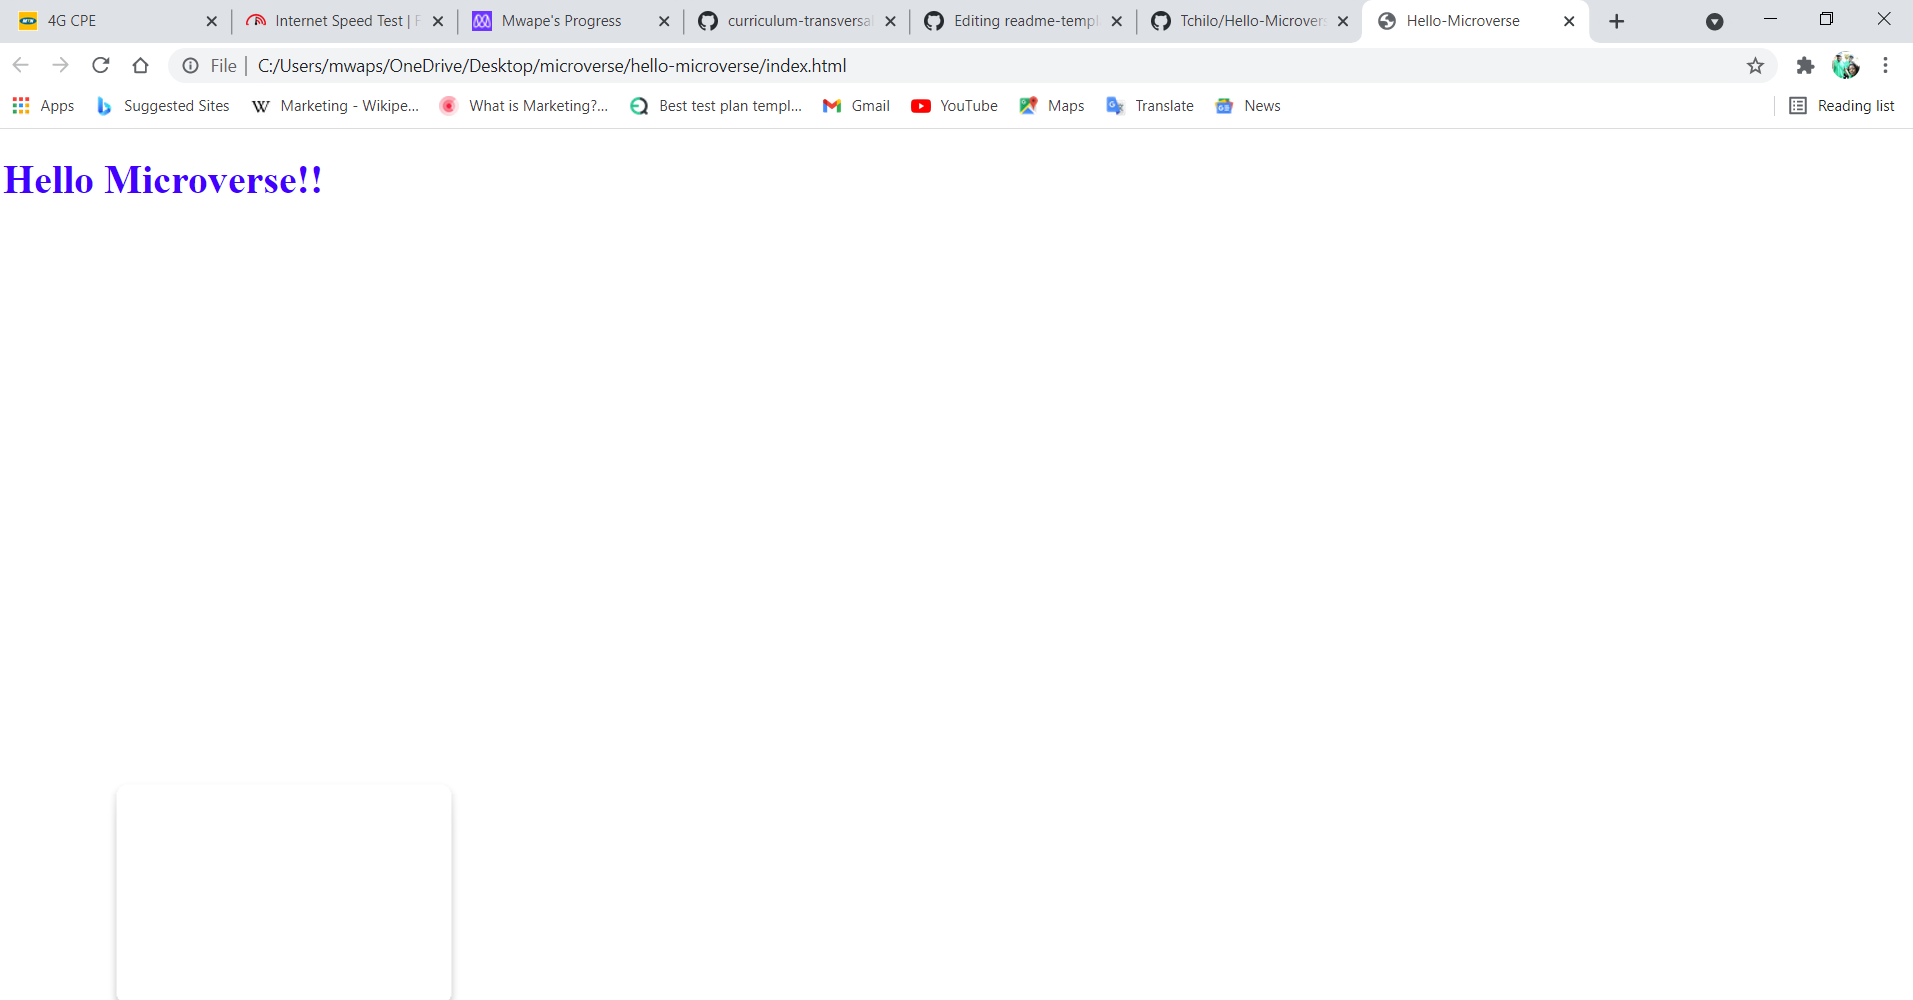 4G CPE
Internet Speed Test | F
Mwape's Progress
curriculum-transversal
Editing readme-templ
Tchilo/Hello-Microvers
Hello-Microverse
File | C:/Users/mwaps/OneDrive/Desktop/microverse/hello-microverse/index.html
Apps Suggested Sites W Marketing - Wikipe... What is Marketing?... Best test plan templ... Gmail YouTube Maps Translate News Reading list
Hello Microverse!!